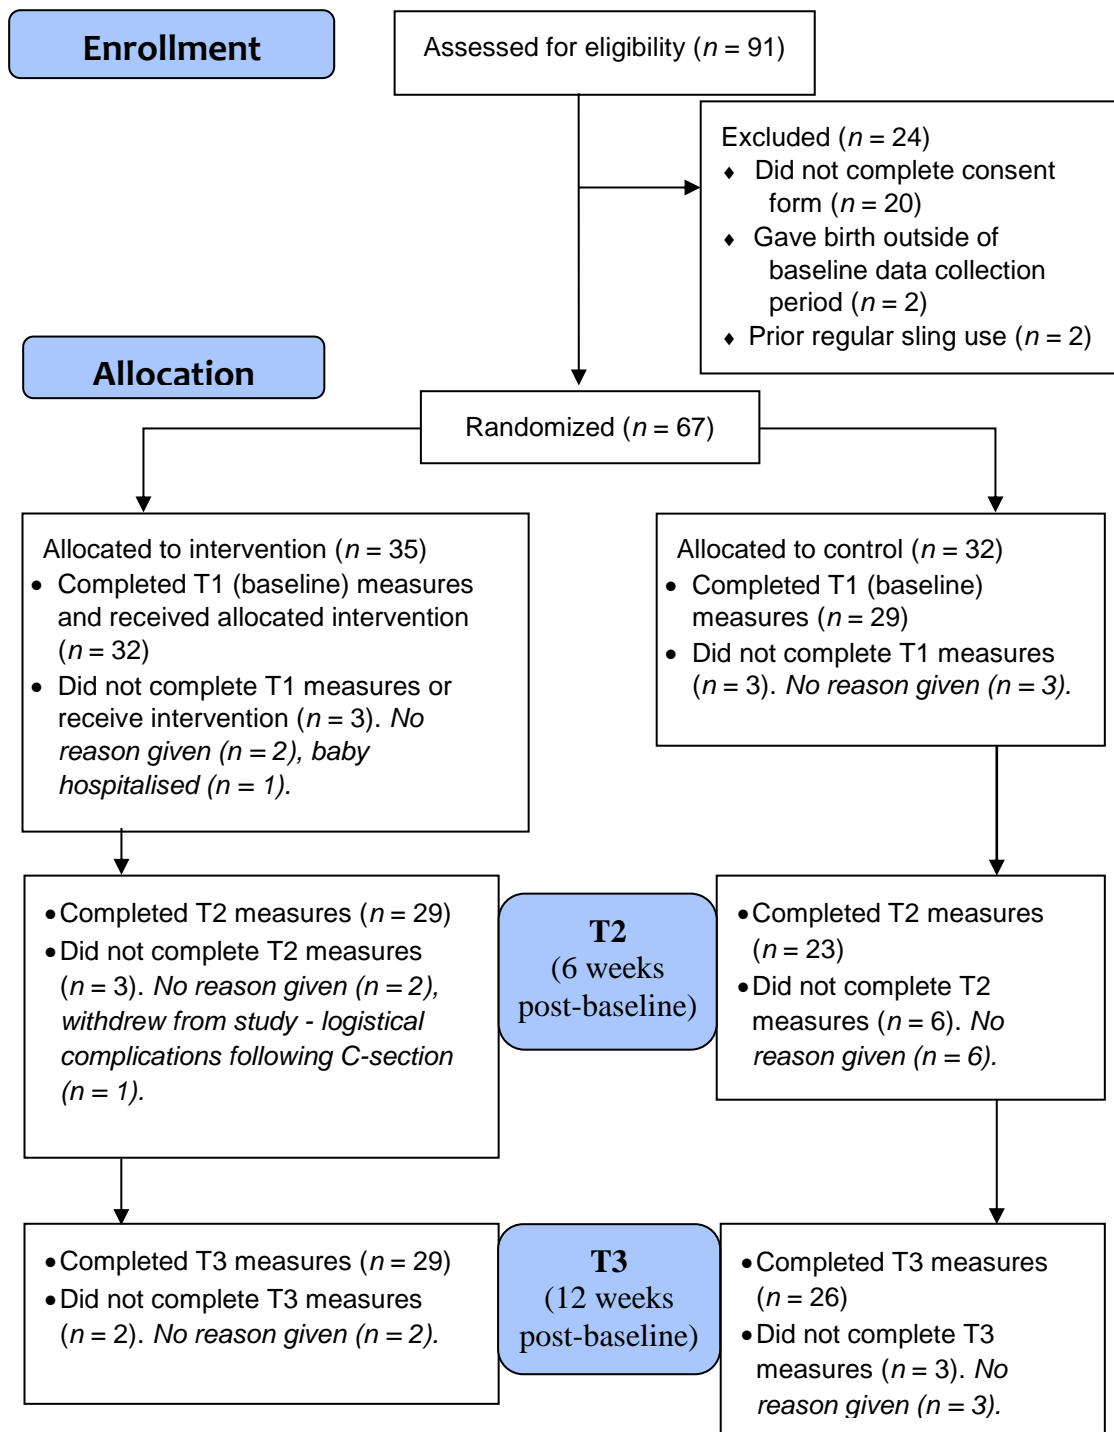 Enrollment
Assessed for eligibility (n = 91)
Excluded (n = 24)
♦ Did not complete consent
form (n = 20)
♦ Gave birth outside of
baseline data collection
period (n = 2)
♦ Prior regular sling use (n = 2)
Allocation
Randomized (n = 67)
Allocated to intervention (n = 35)
• Completed T1 (baseline) measures
and received allocated intervention
(n = 32)
• Did not complete T1 measures or
receive intervention (n = 3). No
reason given (n = 2), baby
hospitalised (n = 1).
Allocated to control (n = 32)
• Completed T1 (baseline)
measures (n = 29)
• Did not complete T1 measures
(n = 3). No reason given (n = 3).
• Completed T2 measures (n = 29)
• Did not complete T2 measures
(n = 3). No reason given (n = 2),
withdrew from study - logistical
complications following C-section
(n = 1).
T2
(6 weeks
post-baseline)
• Completed T2 measures
(n = 23)
• Did not complete T2
measures (n = 6). No
reason given (n = 6).
• Completed T3 measures (n = 29)
• Did not complete T3 measures
(n = 2). No reason given (n = 2).
T3
(12 weeks
post-baseline)
• Completed T3 measures
(n = 26)
• Did not complete T3
measures (n = 3). No
reason given (n = 3).